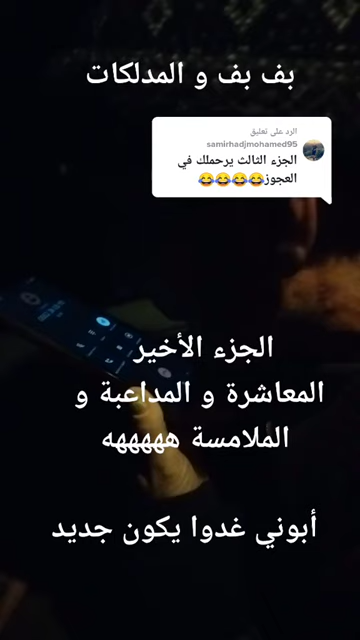 بف بف و المدلكات
الرد على تعليق
samirhadjmohamed95
الجزء الثالث يرحملك في
العجوز😂😂😂😂
الجزء الأخير
المعاشرة و المداعبة و
الملامسة هههههه
أبوني غدوا يكون جديد